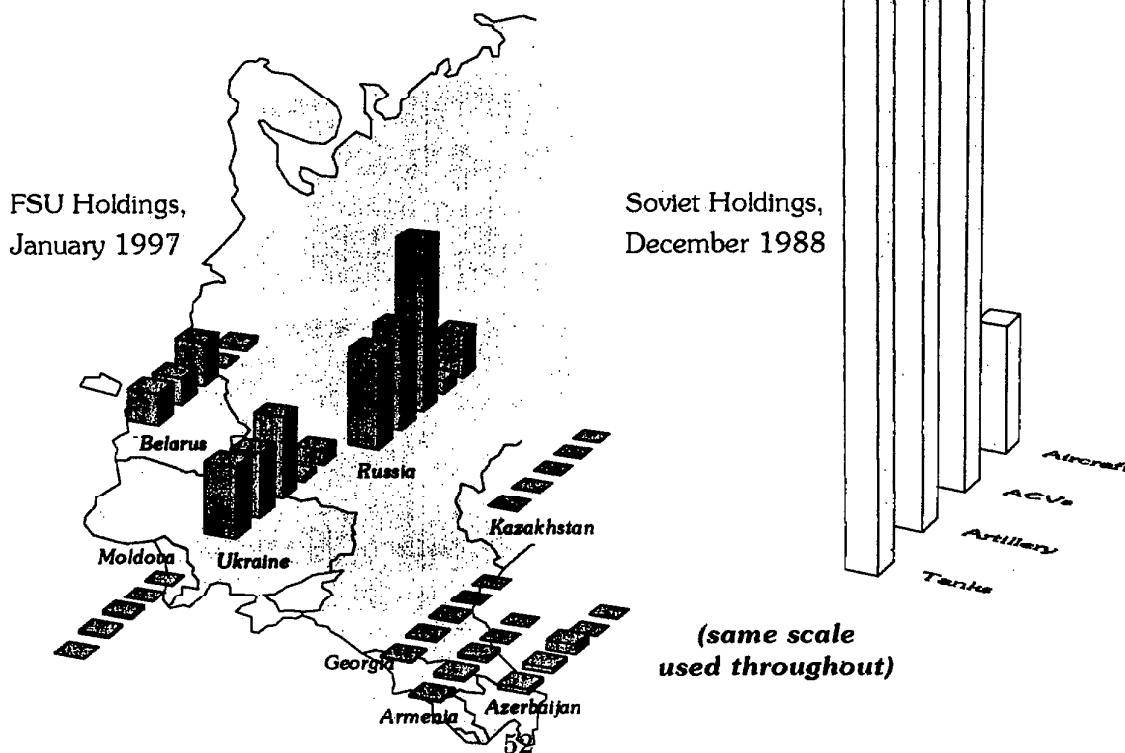 FSU Holdings,
January 1997
Soviet Holdings,
December 1988
Belarus
Russia
Kazakhstan
Moldova
Ukraine
Georgia
Armenia
Azerbaijan
Aircraft
ACVs
Artillery
Tanks
(same scale
used throughout)
52